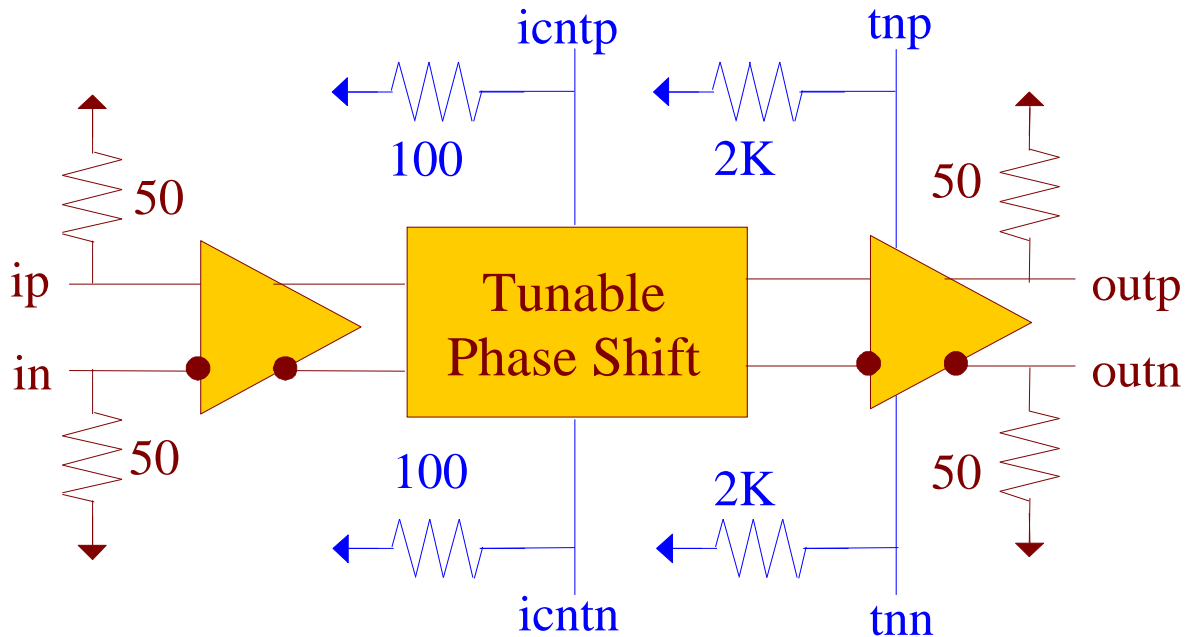 icntp
tnp
100
2K
50
50
ip
Tunable
Phase Shift
outp
in
outn
50
100
2K
50
icntn
tnn